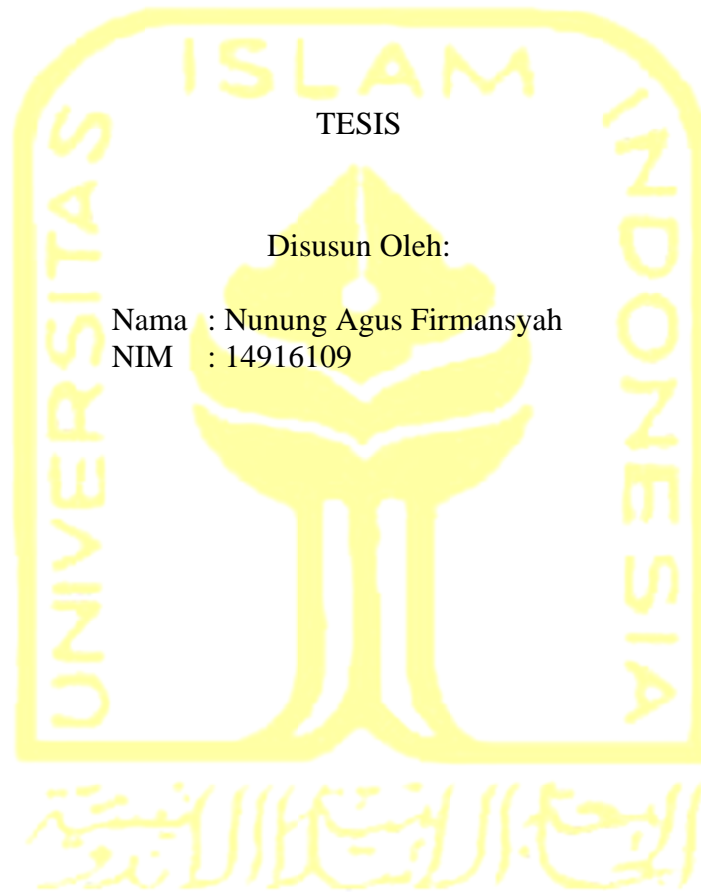 ISLAM
UNIVERSITAS
INDONESIA
TESIS
Disusun Oleh:
Nama : Nunung Agus Firmansyah
NIM : 14916109